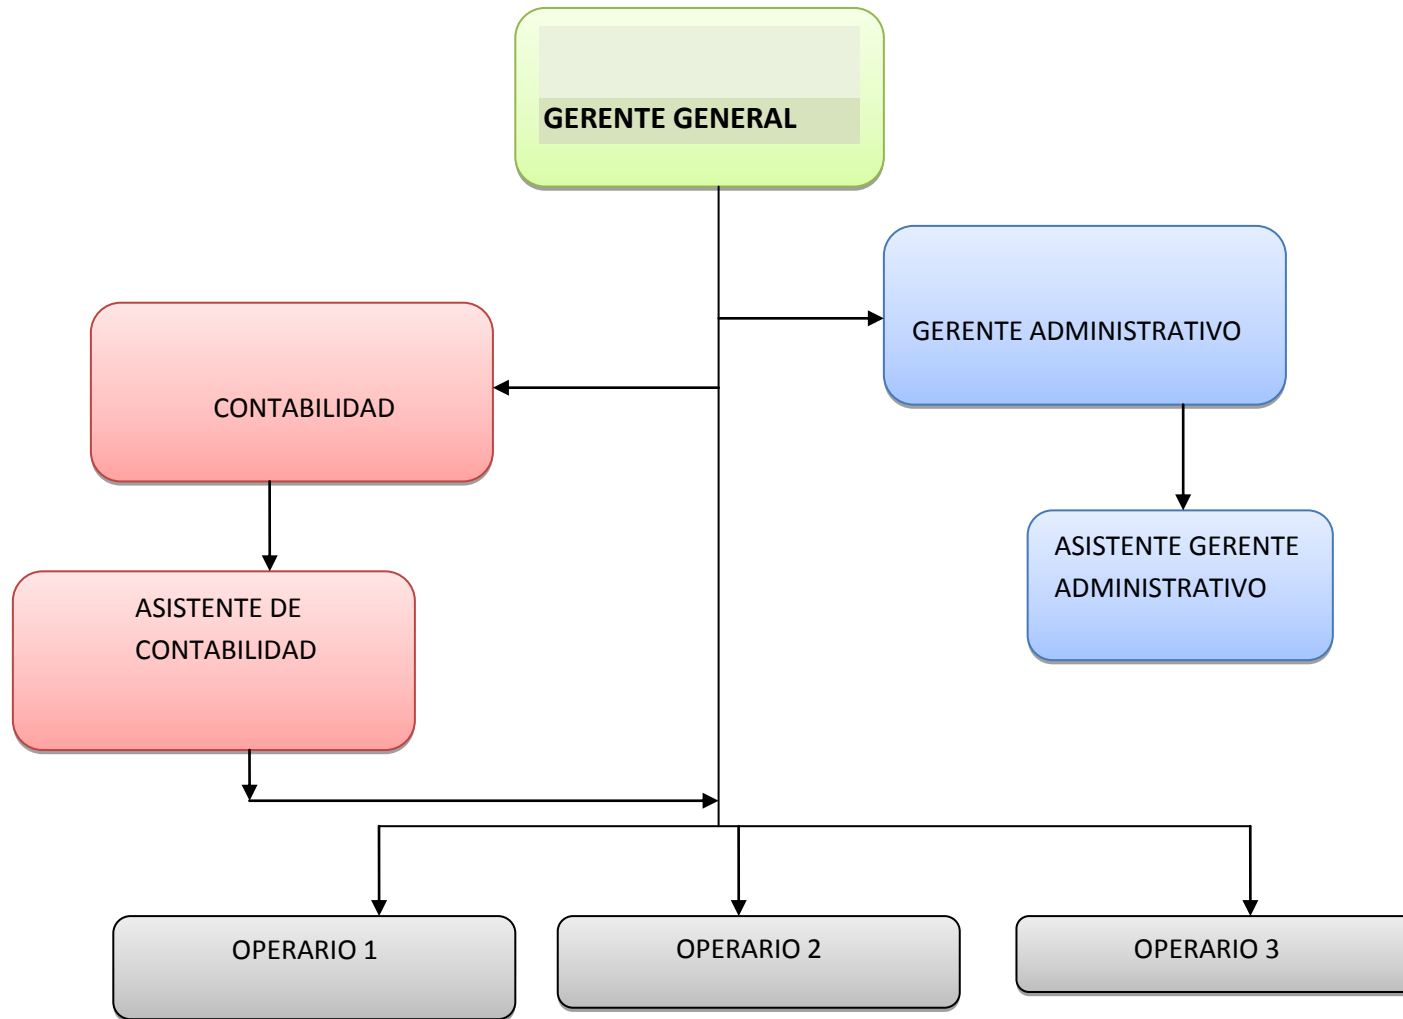 GERENTE GENERAL
GERENTE ADMINISTRATIVO
CONTABILIDAD
ASISTENTE GERENTE
ADMINISTRATIVO
ASISTENTE DE
CONTABILIDAD
OPERARIO 1
OPERARIO 2
OPERARIO 3